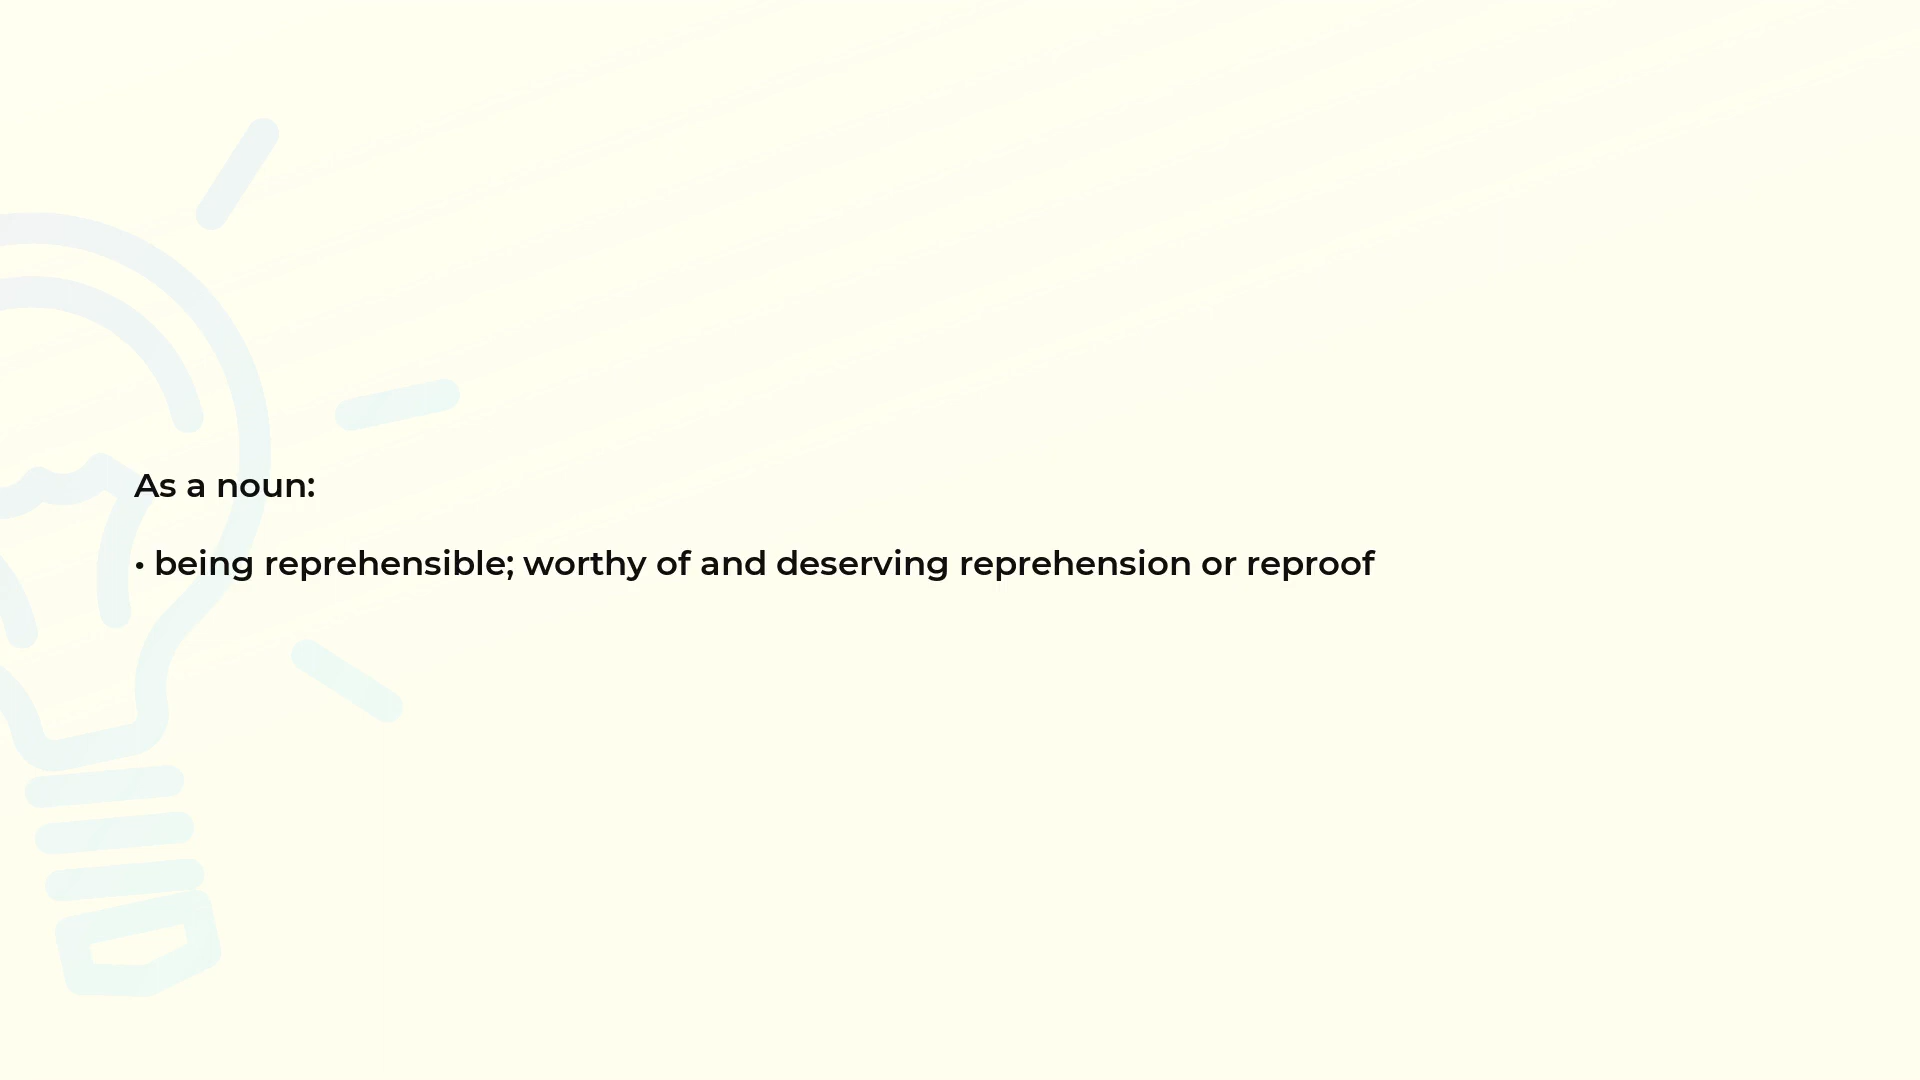 As a noun:
• being reprehensible; worthy of and deserving reprehension or reproof